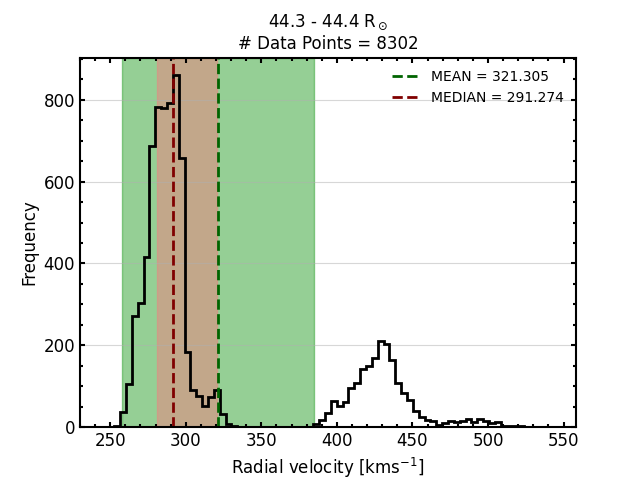 44.3 - 44.4 R⊙
# Data Points = 8302
MEAN = 321.305
MEDIAN = 291.274
800
600
400
200
0
Frequency
250 300 350 400 450 500 550
Radial velocity [kms⁻¹]